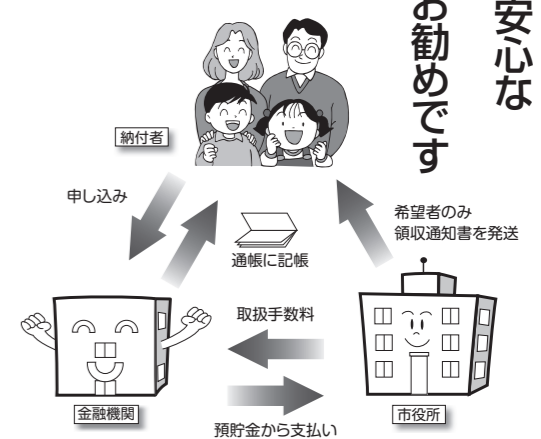 安心な
お勧めです
納付者
申し込み
通帳に記帳
希望者のみ
領収通知書を発送
取扱手数料
金融機関
市役所
預貯金から支払い